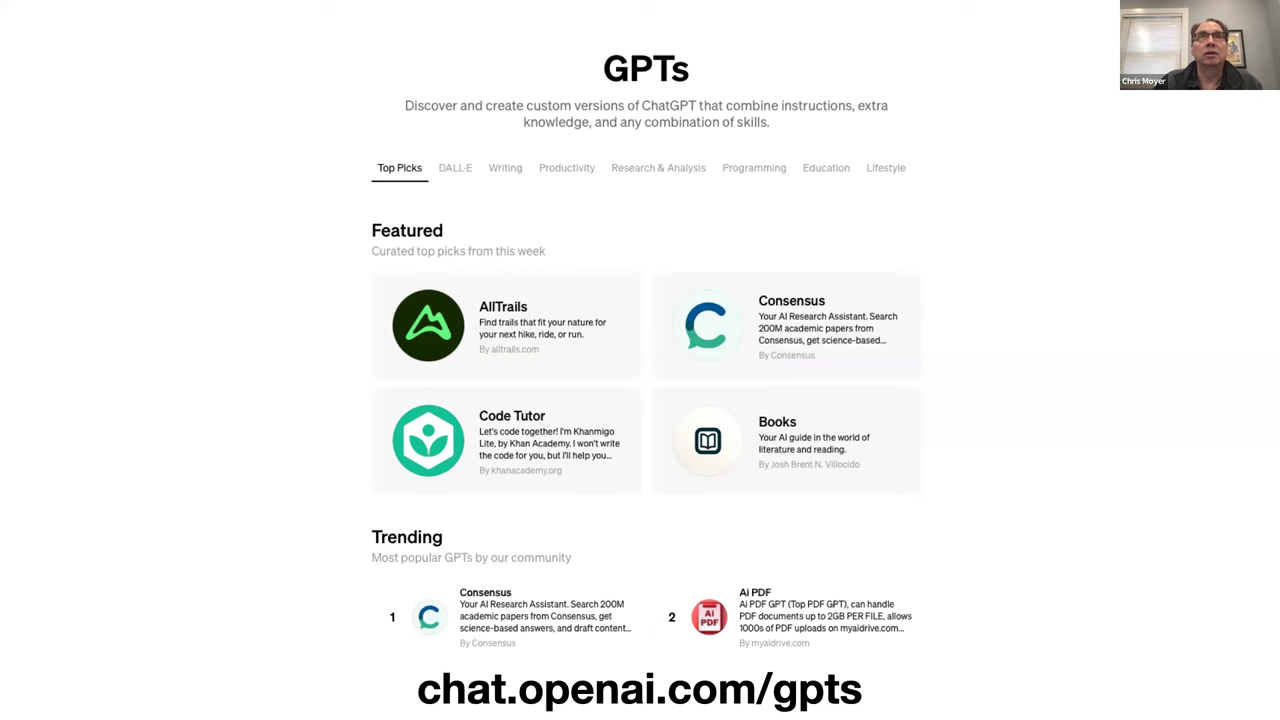 GPTs
Chris Moyer
Discover and create custom versions of ChatGPT that combine instructions, extra
knowledge, and any combination of skills.
Top Picks DALL·E Writing Productivity Research & Analysis Programming Education Lifestyle
Featured
Curated top picks from this week
AllTrails
Find trails that fit your nature for
your next hike, ride, or run.
By alltrails.com
Consensus
Your AI Research Assistant. Search
200M academic papers from
Consensus, get science-based...
By Consensus
Code Tutor
Let's code together! I'm Khanmigo
Lite, by Khan Academy. I won't write
the code for you, but I'll help you...
By khanacademy.org
Books
Your AI guide in the world of
literature and reading.
By Josh Brent N. Villocido
Trending
Most popular GPTs by our community
1
Consensus
Your AI Research Assistant. Search 200M
academic papers from Consensus, get
science-based answers, and draft content...
By Consensus
2
AI
PDF
Ai PDF
Ai PDF GPT (Top PDF GPT), can handle
PDF documents up to 2GB PER FILE, allows
1000s of PDF uploads on myaidrive.com...
By myaidrive.com
chat.openai.com/gpts